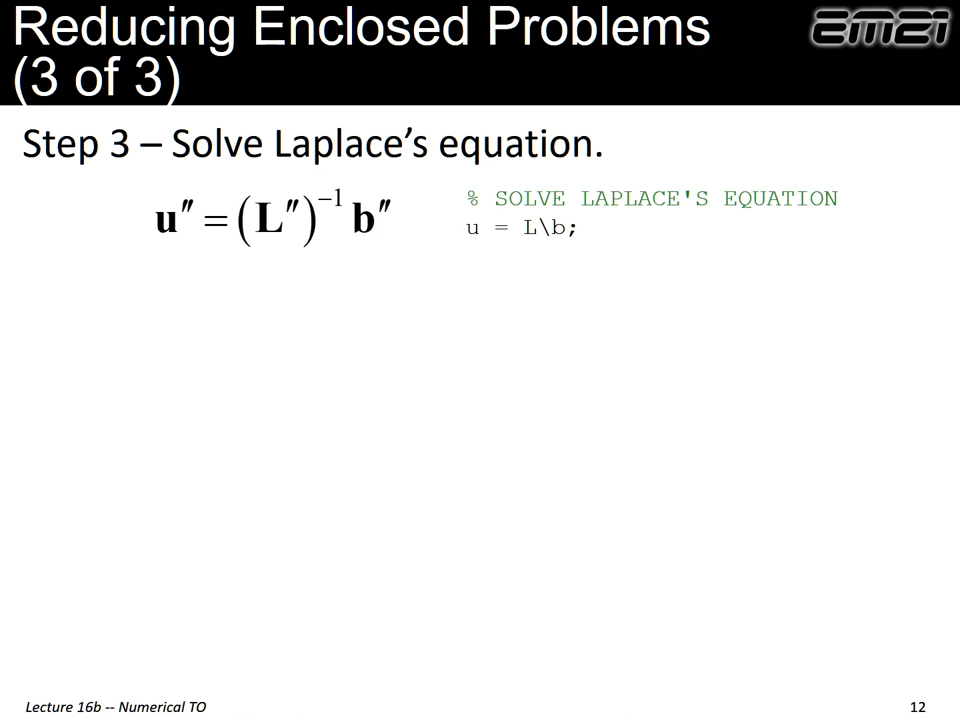 Reducing Enclosed Problems
(3 of 3)
EM21
Step 3 – Solve Laplace’s equation.
u″ = (L″)⁻¹ b″
% SOLVE LAPLACE'S EQUATION
u = L\b;
Lecture 16b -- Numerical TO
12